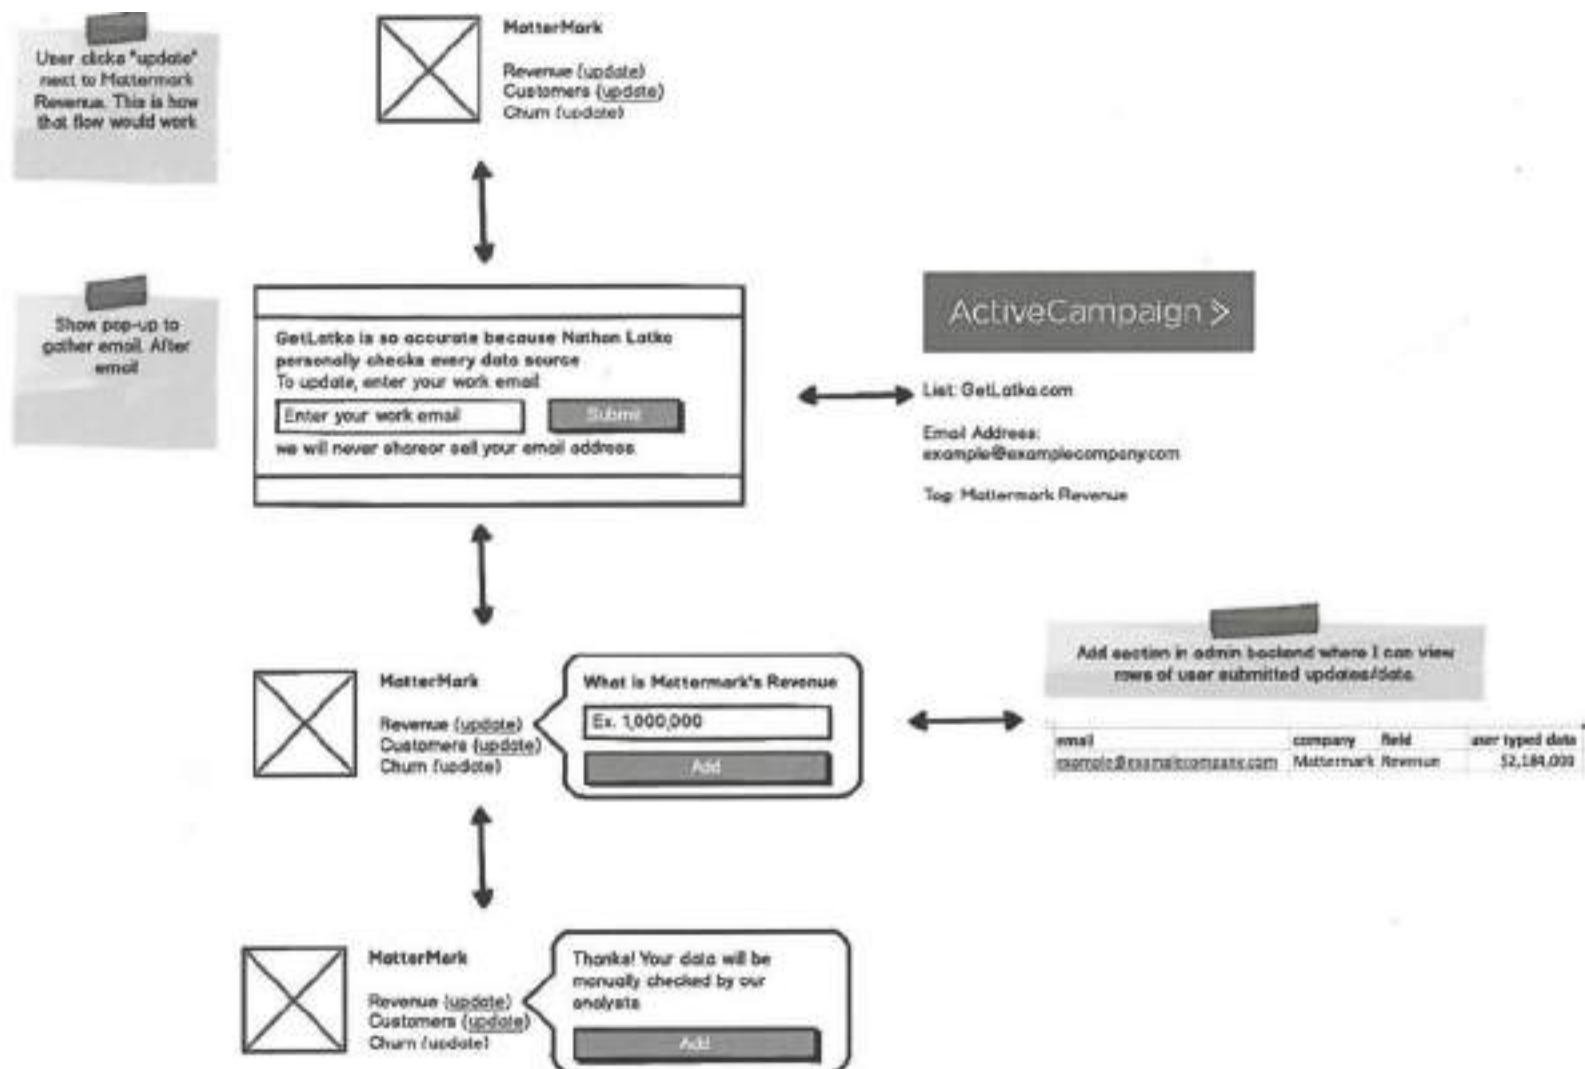 User clicks "update"
next to Mattermark
Revenue. This is how
that flow would work
MatterMark
Revenue (update)
Customers (update)
Churn (update)
Show pop-up to
gather email. After
email
GetLatka is so accurate because Nathan Latka
personally checks every data source
To update, enter your work email
Enter your work email
Submit
we will never shareor sell your email address
ActiveCampaign >
List: GetLatka.com
Email Address:
example@examplecompany.com
Tag: Mattermark Revenue
MatterMark
Revenue (update)
Customers (update)
Churn (update)
What is Mattermark's Revenue
Ex. 1,000,000
Add
Add section in admin backend where I can view
rows of user submitted updates/data.
email company field user typed data
example@examplecompany.com Mattermark Revenue $2,184,000
MatterMark
Revenue (update)
Customers (update)
Churn (update)
Thanks! Your data will be
manually checked by our
analysts
Add